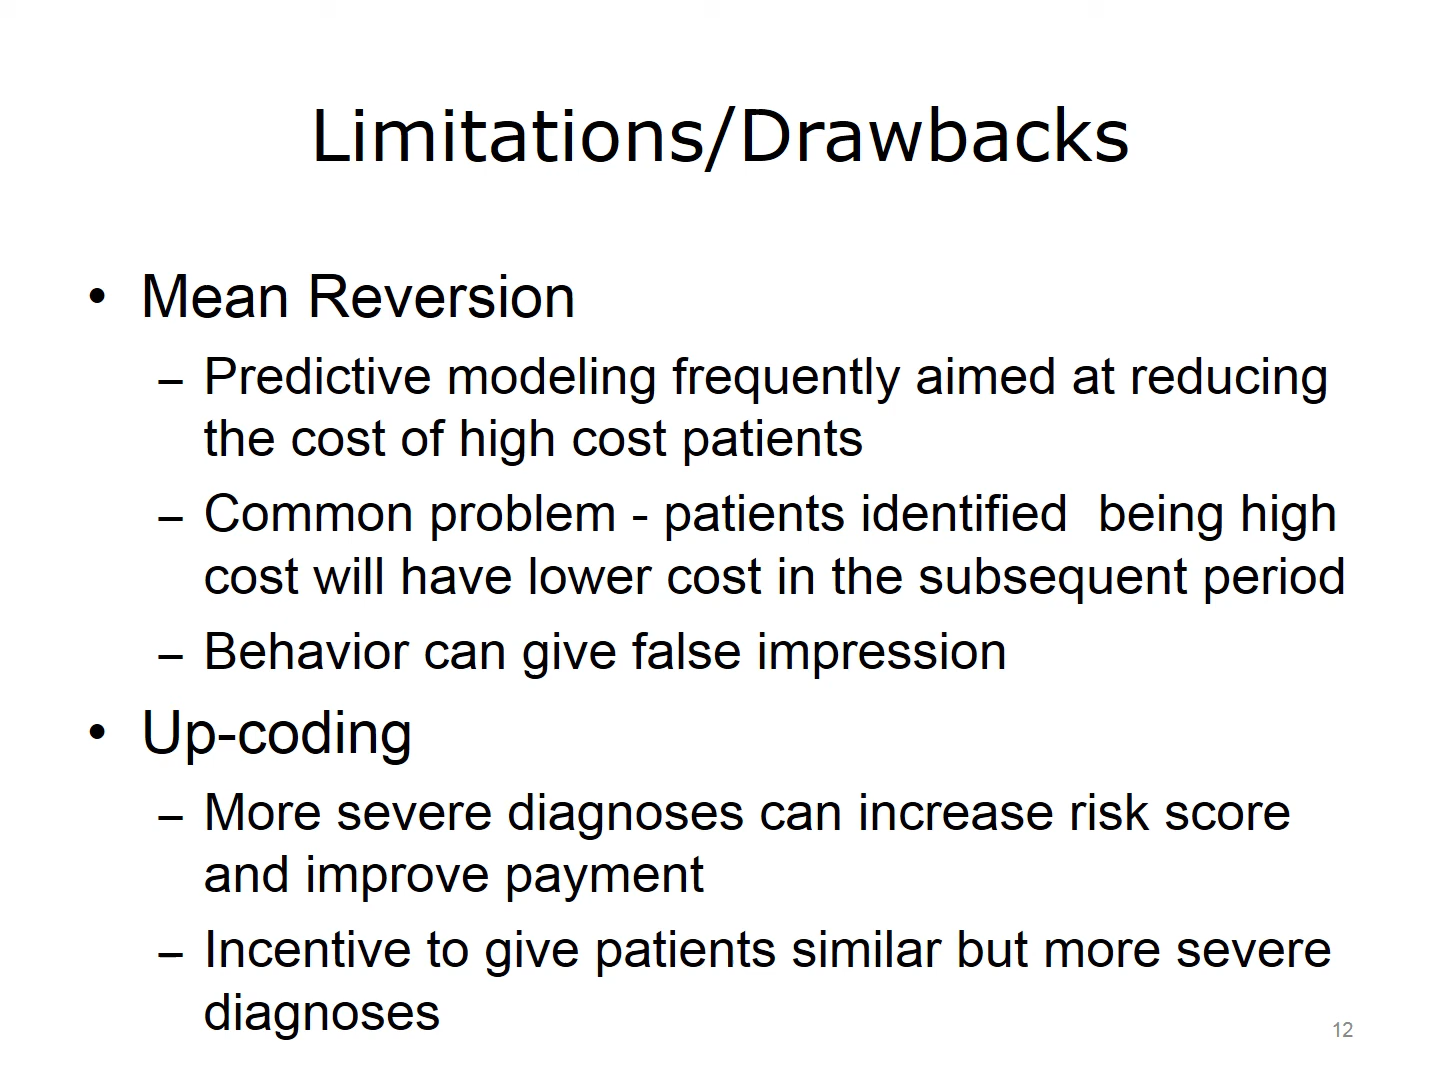 Limitations/Drawbacks
• Mean Reversion
– Predictive modeling frequently aimed at reducing
the cost of high cost patients
– Common problem - patients identified  being high
cost will have lower cost in the subsequent period
– Behavior can give false impression
• Up-coding
– More severe diagnoses can increase risk score
and improve payment
– Incentive to give patients similar but more severe
diagnoses
12